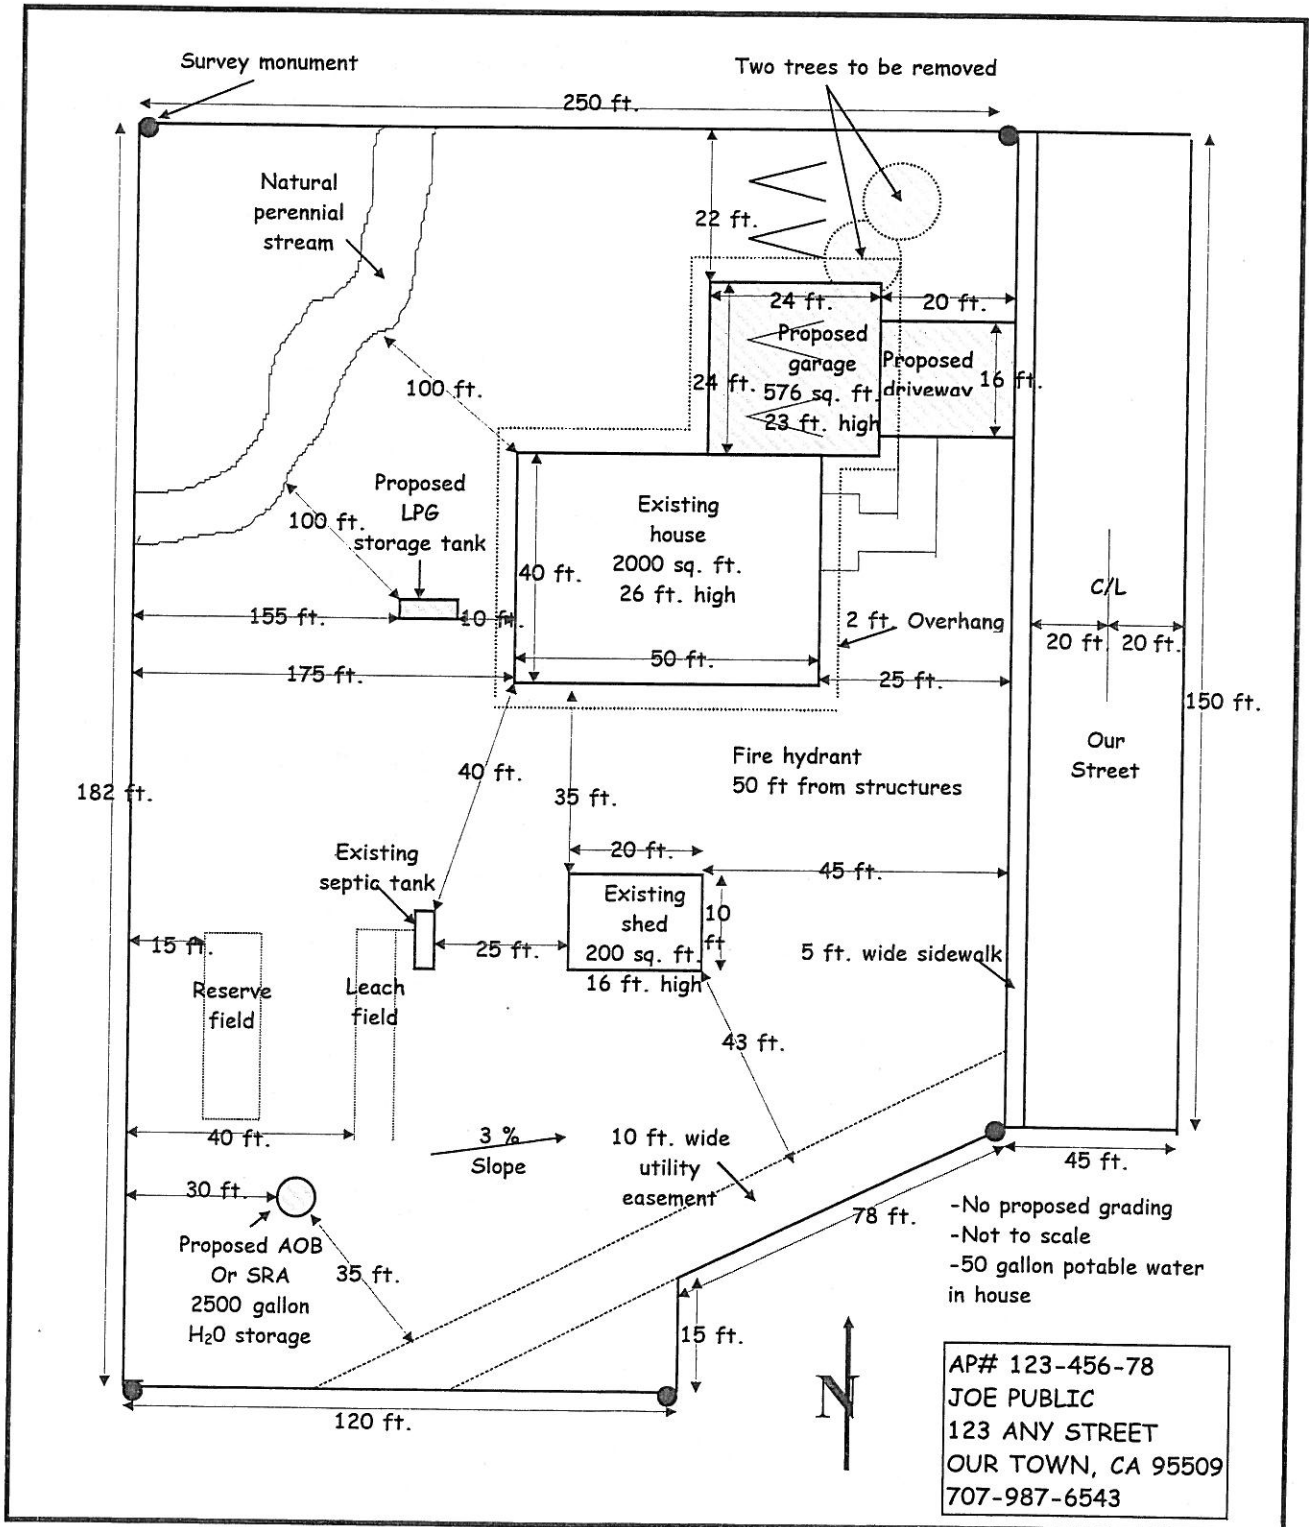 Survey monument
Two trees to be removed
250 ft.
Natural
perennial
stream
22 ft.
24 ft.
20 ft.
Proposed
garage
576 sq. ft.
23 ft. high
24 ft.
Proposed
driveway
16 ft.
100 ft.
Proposed
LPG
storage tank
100 ft.
Existing
house
2000 sq. ft.
26 ft. high
40 ft.
50 ft.
155 ft.
10 ft.
175 ft.
2 ft. Overhang
25 ft.
C/L
20 ft.
20 ft.
150 ft.
Our
Street
Fire hydrant
50 ft from structures
182 ft.
40 ft.
35 ft.
20 ft.
45 ft.
Existing
septic tank
Existing
shed
200 sq. ft.
16 ft. high
10
ft
15 ft.
25 ft.
5 ft. wide sidewalk
Reserve
field
Leach
field
43 ft.
40 ft.
3 %
Slope
10 ft. wide
utility
easement
45 ft.
30 ft.
78 ft.
Proposed AOB
Or SRA
2500 gallon
H2O storage
35 ft.
-No proposed grading
-Not to scale
-50 gallon potable water
in house
15 ft.
120 ft.
N
AP# 123-456-78
JOE PUBLIC
123 ANY STREET
OUR TOWN, CA 95509
707-987-6543